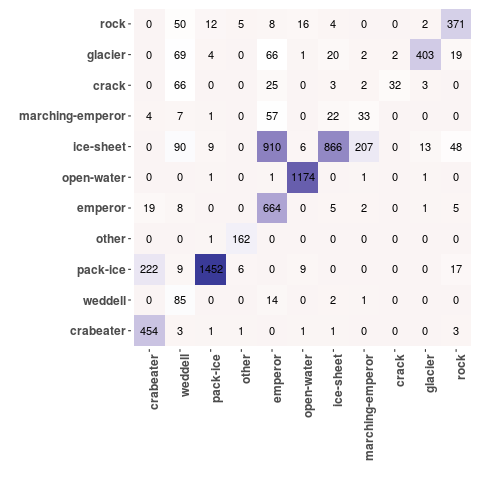 rock 0 50 12 5 8 16 4 0 0 2 371
glacier 0 69 4 0 66 1 20 2 2 403 19
crack 0 66 0 0 25 0 3 2 32 3 0
marching-emperor 4 7 1 0 57 0 22 33 0 0 0
ice-sheet 0 90 9 0 910 6 866 207 0 13 48
open-water 0 0 1 0 1 1174 0 1 0 1 0
emperor 19 8 0 0 664 0 5 2 0 1 5
other 0 0 1 162 0 0 0 0 0 0 0
pack-ice 222 9 1452 6 0 9 0 0 0 0 17
weddell 0 85 0 0 14 0 2 1 0 0 0
crabeater 454 3 1 1 0 1 1 0 0 0 3
crabeater
weddell
pack-ice
other
emperor
open-water
ice-sheet
marching-emperor
crack
glacier
rock